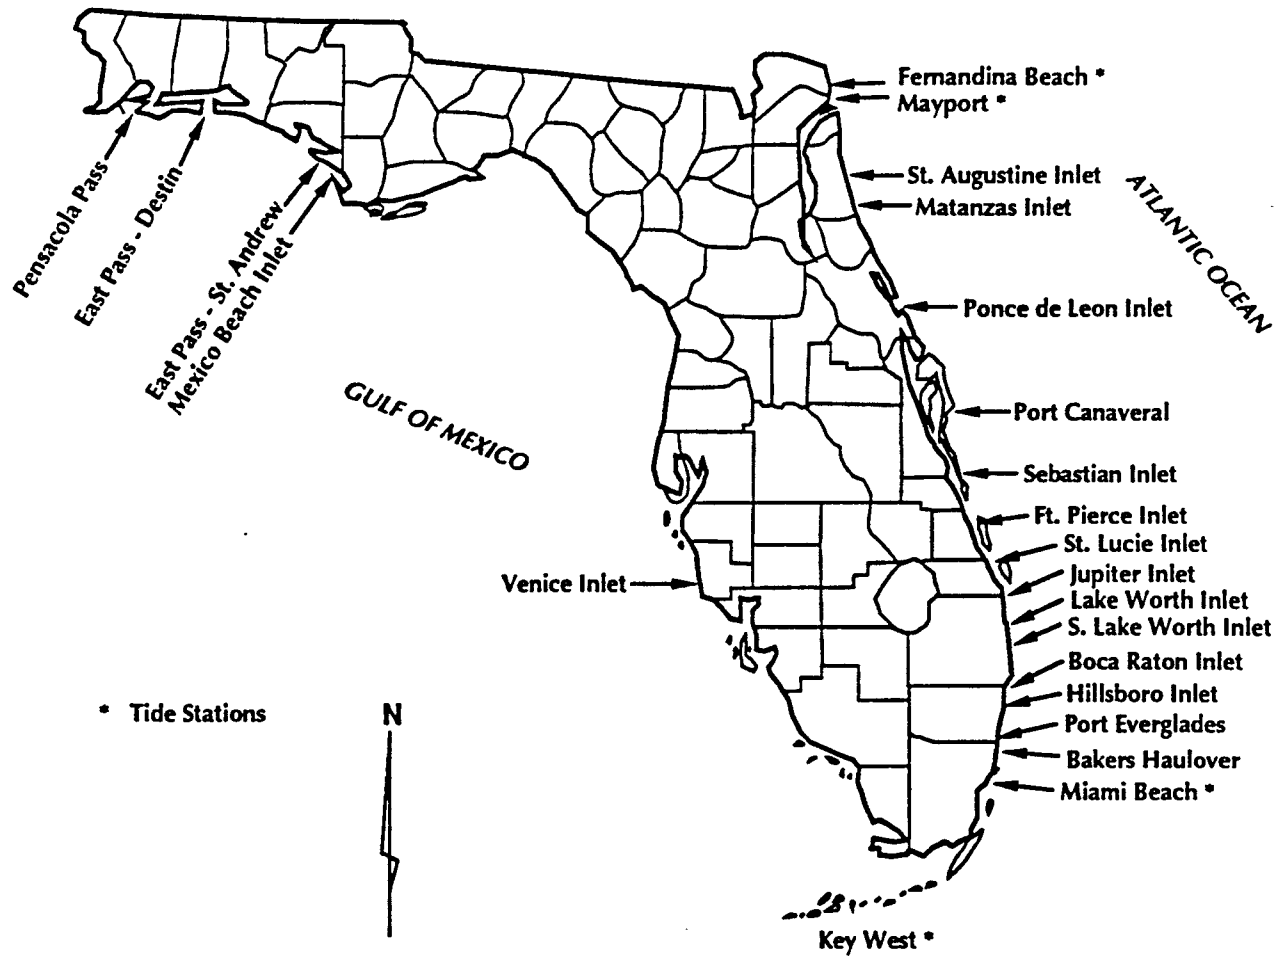 Fernandina Beach *
Mayport *
St. Augustine Inlet
Matanzas Inlet
ATLANTIC OCEAN
Pensacola Pass
East Pass - Destin
East Pass - St. Andrew
Mexico Beach Inlet
Ponce de Leon Inlet
GULF OF MEXICO
Port Canaveral
Sebastian Inlet
Ft. Pierce Inlet
St. Lucie Inlet
Venice Inlet
Jupiter Inlet
Lake Worth Inlet
S. Lake Worth Inlet
Boca Raton Inlet
Hillsboro Inlet
* Tide Stations
N
Port Everglades
Bakers Haulover
Miami Beach *
Key West *